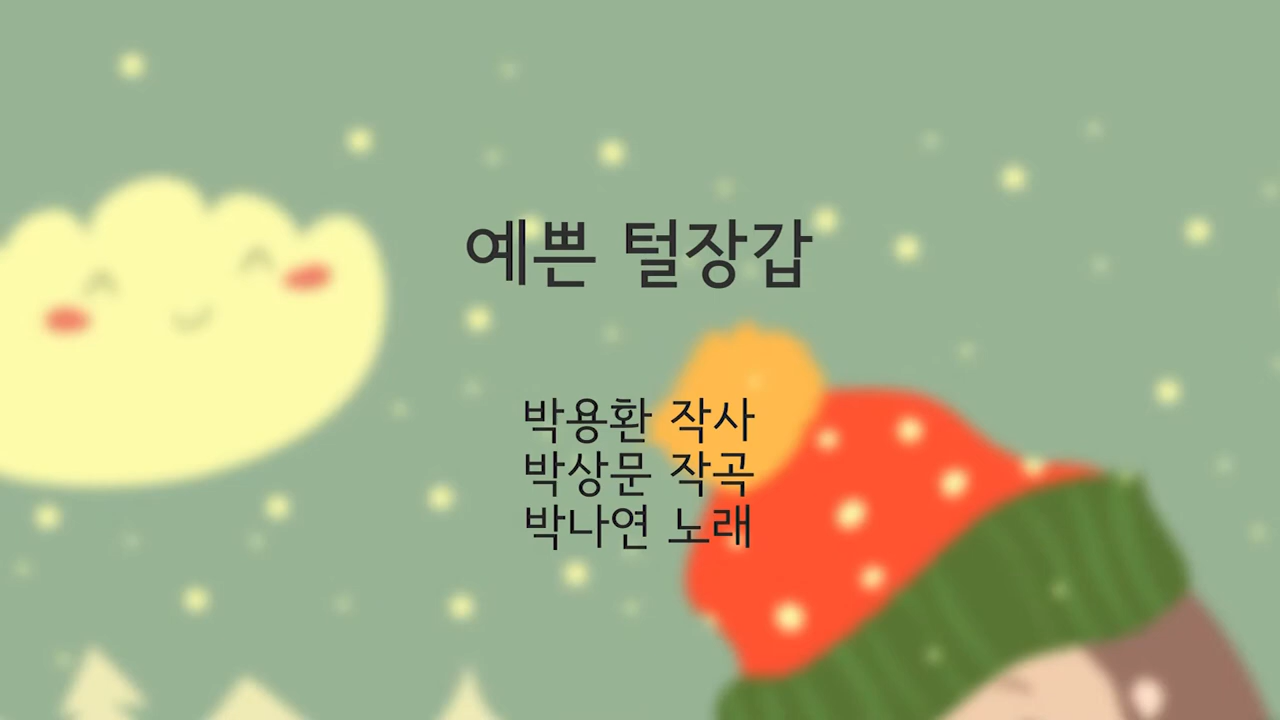 예쁜 털장갑
박용환 작사
박상문 작곡
박나연 노래